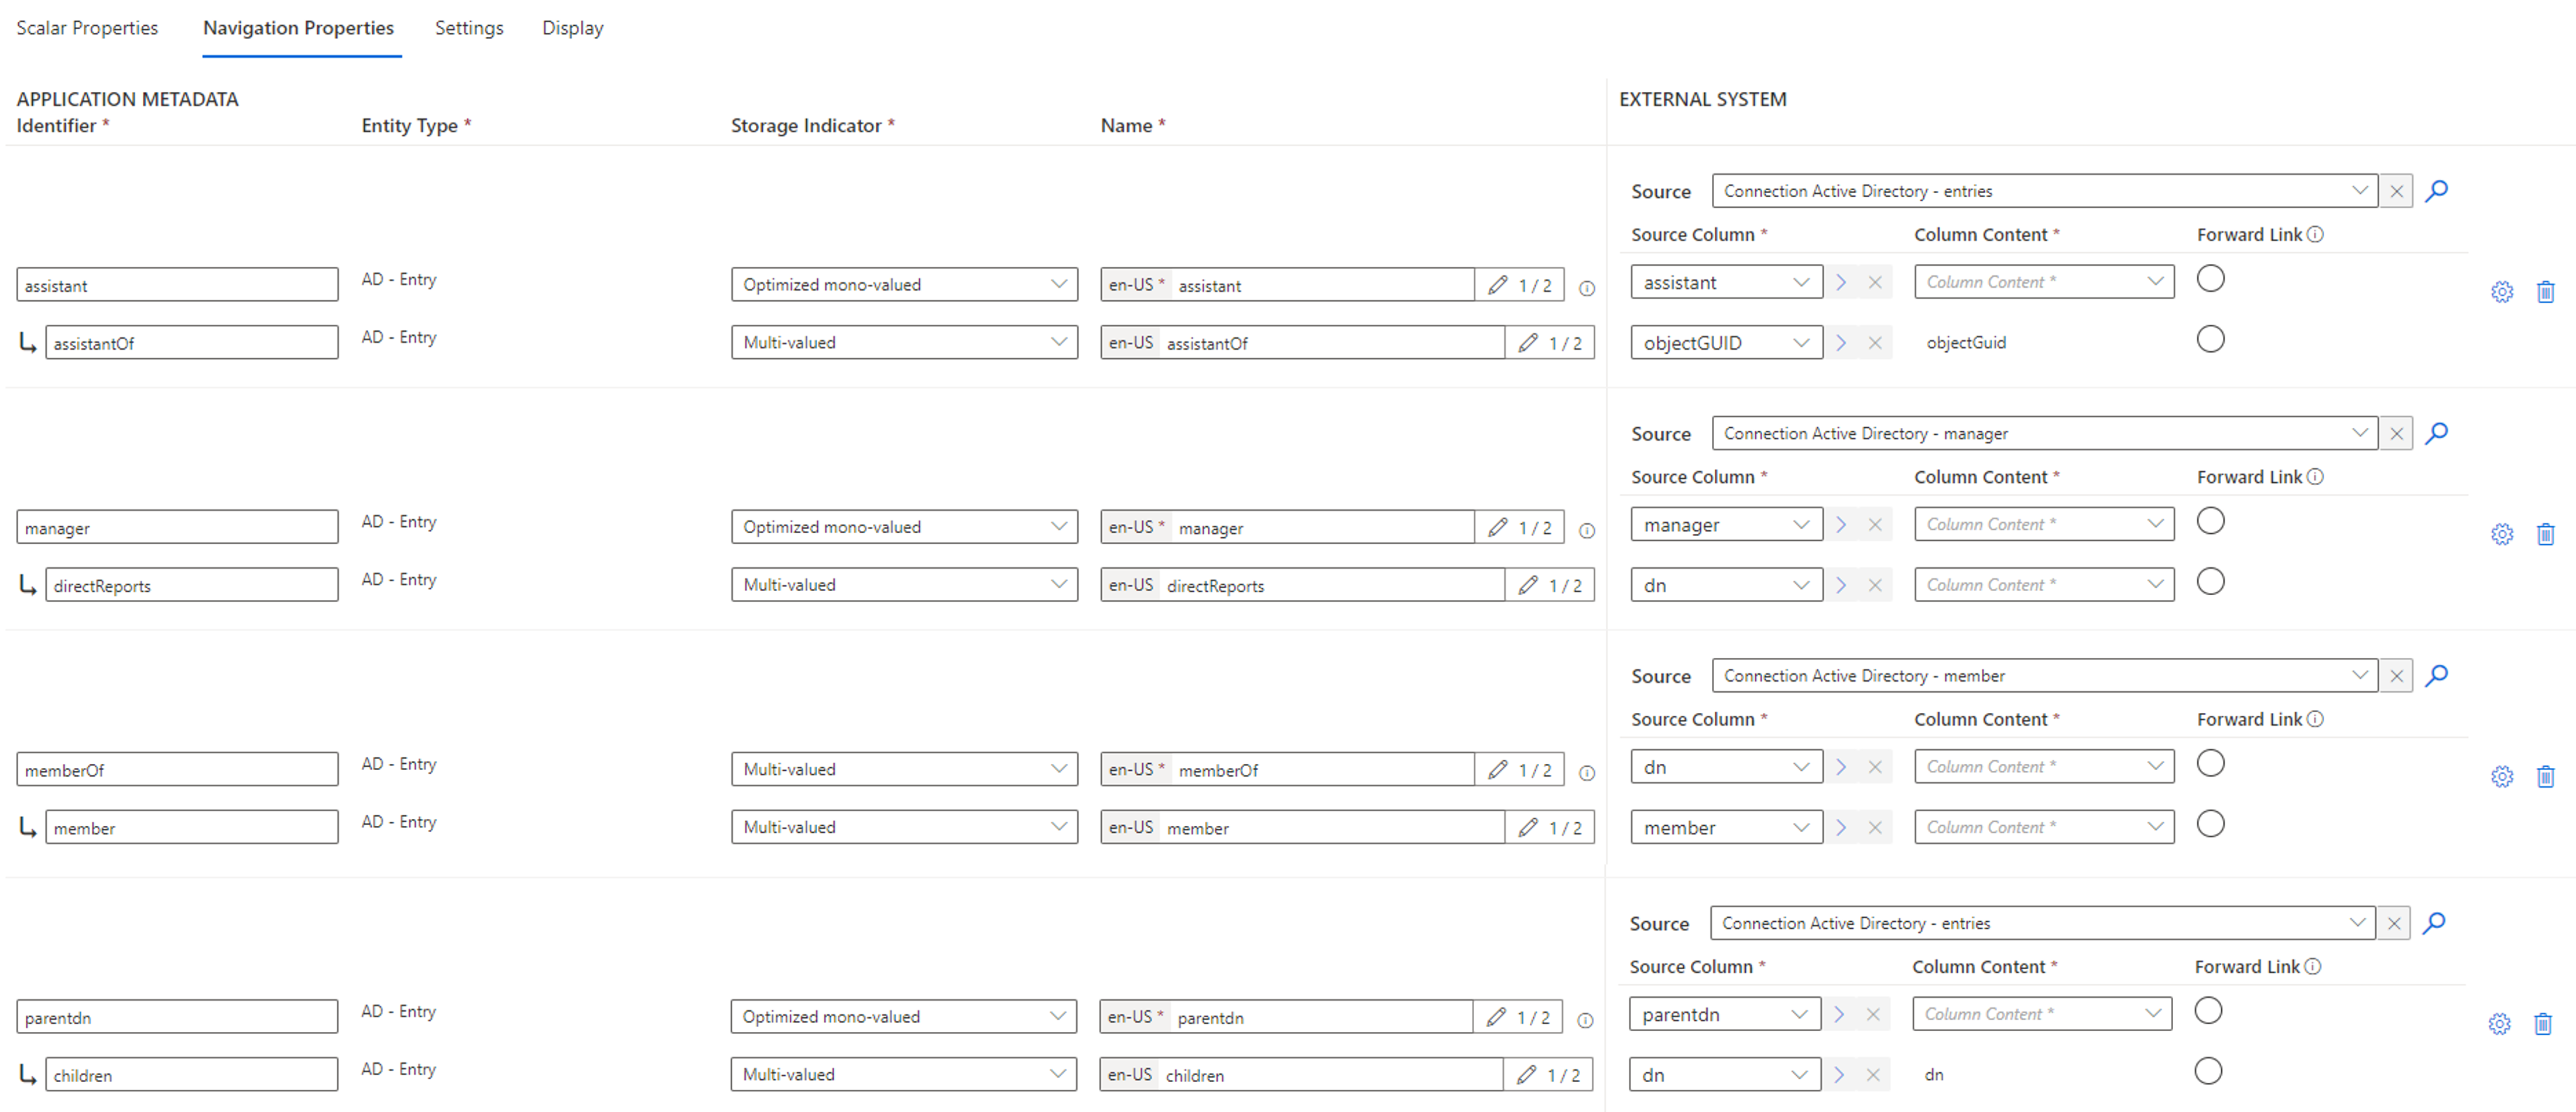 Scalar Properties Navigation Properties Settings Display
APPLICATION METADATA EXTERNAL SYSTEM
Identifier * Entity Type * Storage Indicator * Name *
Source Connection Active Directory - entries
Source Column * Column Content * Forward Link
assistant AD - Entry Optimized mono-valued en-US * assistant 1 / 2 assistant Column Content *
assistantOf AD - Entry Multi-valued en-US assistantOf 1 / 2 objectGUID objectGuid
Source Connection Active Directory - manager
Source Column * Column Content * Forward Link
manager AD - Entry Optimized mono-valued en-US * manager 1 / 2 manager Column Content *
directReports AD - Entry Multi-valued en-US directReports 1 / 2 dn Column Content *
Source Connection Active Directory - member
Source Column * Column Content * Forward Link
memberOf AD - Entry Multi-valued en-US * memberOf 1 / 2 dn Column Content *
member AD - Entry Multi-valued en-US member 1 / 2 member Column Content *
Source Connection Active Directory - entries
Source Column * Column Content * Forward Link
parentdn AD - Entry Optimized mono-valued en-US * parentdn 1 / 2 parentdn Column Content *
children AD - Entry Multi-valued en-US children 1 / 2 dn dn